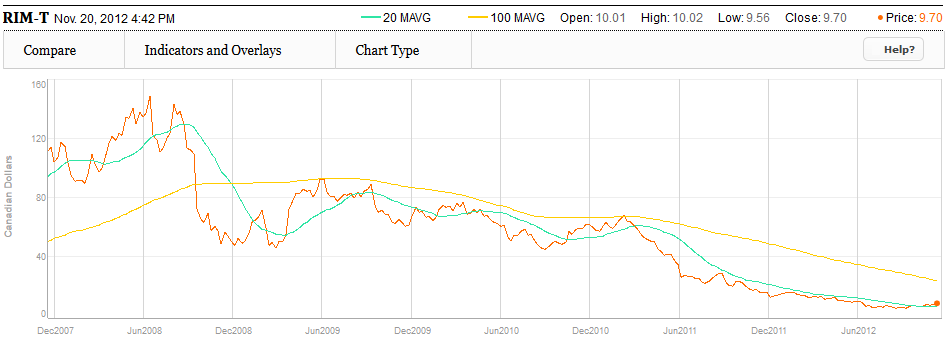 RIM-T Nov. 20, 2012 4:42 PM 20 MAVG 100 MAVG Open: 10.01 High: 10.02 Low: 9.56 Close: 9.70 Price: 9.70
Compare Indicators and Overlays Chart Type Help?
160
120
80
40
0
Canadian Dollars
Dec2007 Jun2008 Dec2008 Jun2009 Dec2009 Jun2010 Dec2010 Jun2011 Dec2011 Jun2012